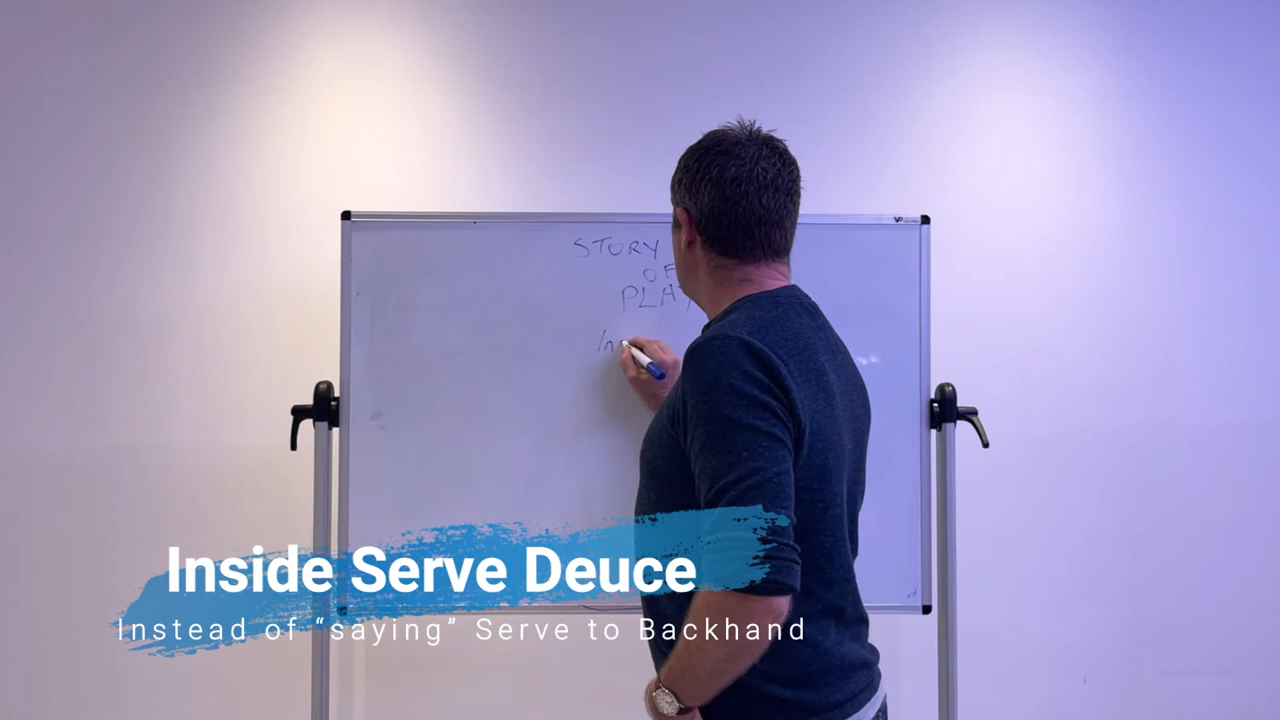 STORY
OF
PLAY
In
Inside Serve Deuce
Instead of “saying” Serve to Backhand